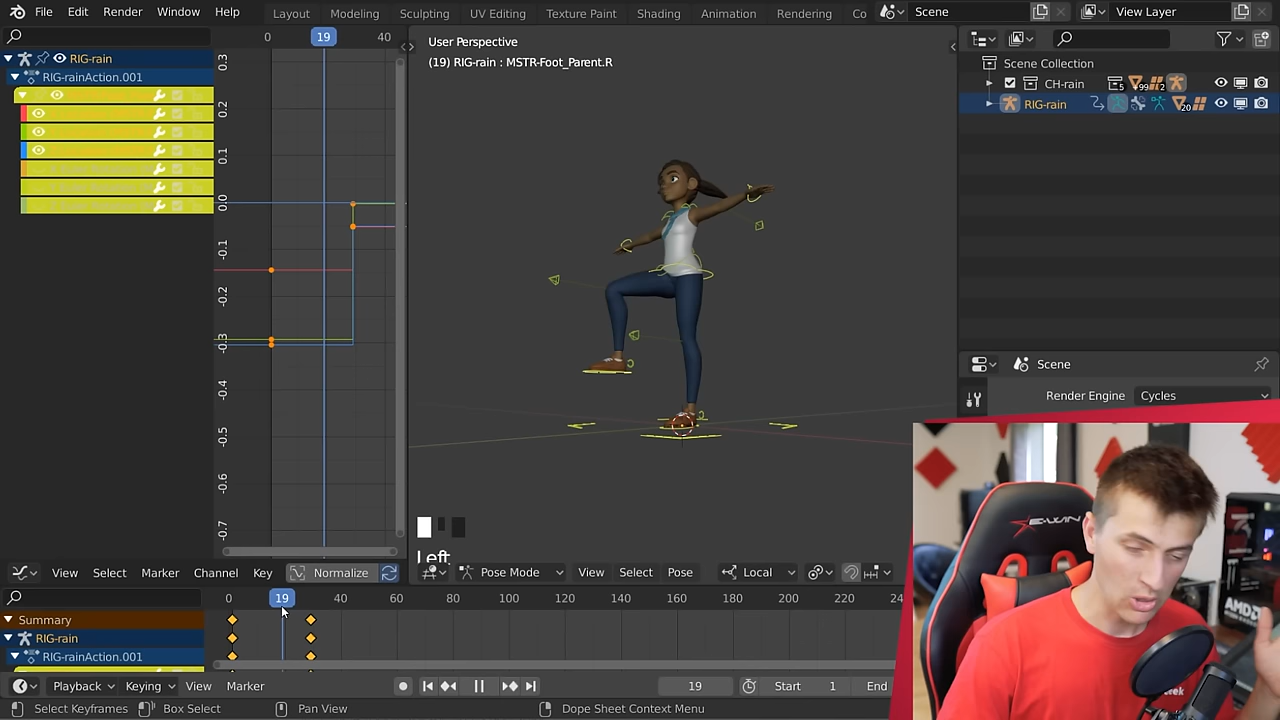 File Edit Render Window Help
Layout Modeling Sculpting UV Editing Texture Paint Shading Animation Rendering Co
Scene
View Layer
0 19 40
RIG-rain
RIG-rainAction.001
0.3
0.2
0.1
0.0
-0.1
-0.2
-0.3
-0.4
-0.5
-0.6
-0.7
User Perspective
(19) RIG-rain : MSTR-Foot_Parent.R
Left
Scene Collection
CH-rain
5 99 2
RIG-rain
20
Scene
Render Engine Cycles
View Select Marker Channel Key Normalize
Pose Mode View Select Pose Local
0 19 40 60 80 100 120 140 160 180 200 220 24
Summary
RIG-rain
RIG-rainAction.001
Playback Keying View Marker
19
Start 1 End
Select Keyframes Box Select Pan View Dope Sheet Context Menu
E-WIN
AMD